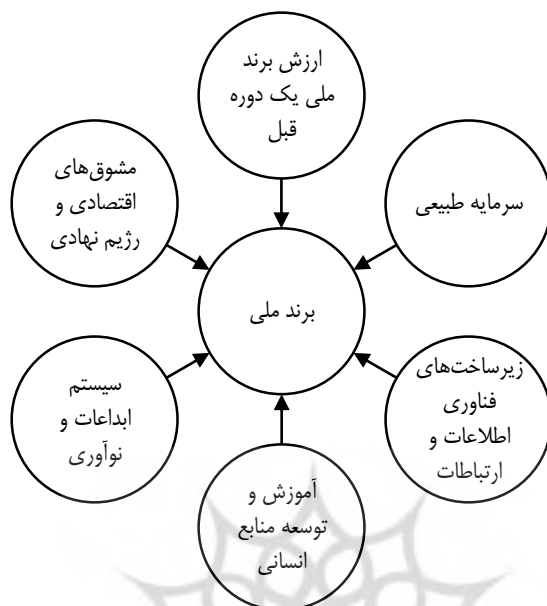 ارزش برند
ملی یک دوره
قبل
مشوق‌های
اقتصادی و
رژیم نهادی
سرمایه طبیعی
برند ملی
سیستم
ابداعات و
نوآوری
زیرساخت‌های
فناوری
اطلاعات و
ارتباطات
آموزش و
توسعه منابع
انسانی